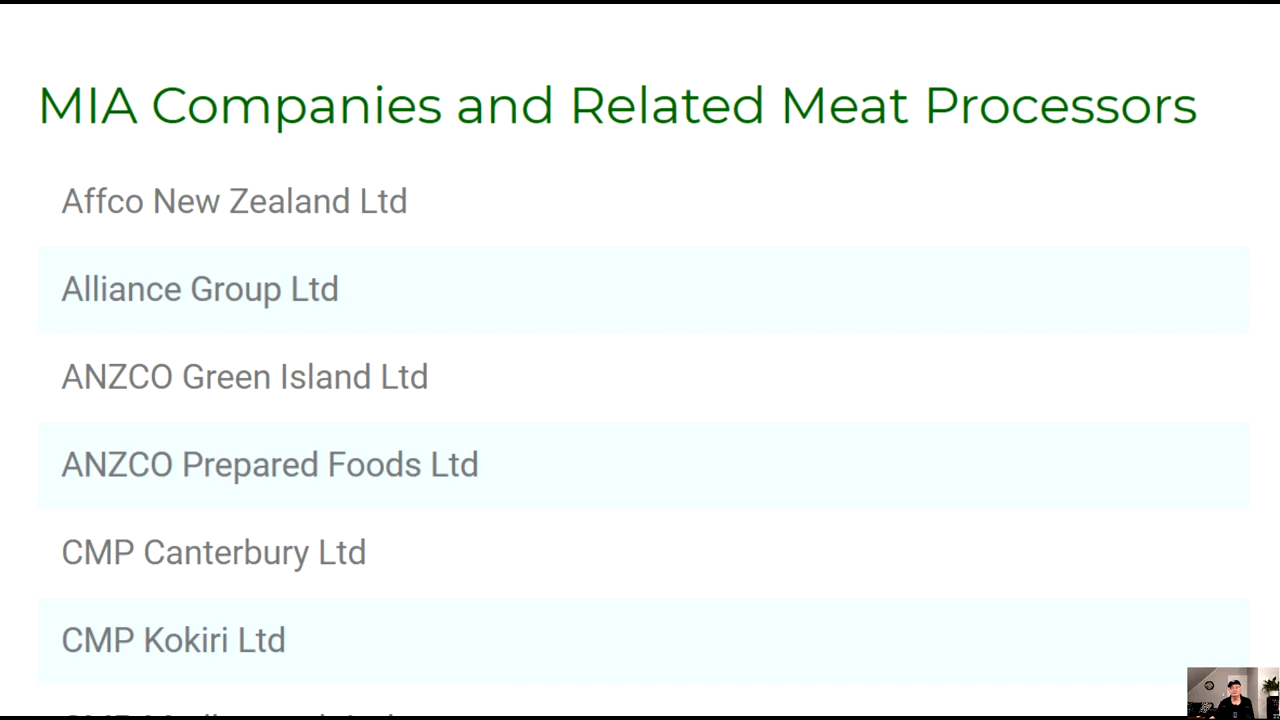 MIA Companies and Related Meat Processors
Affco New Zealand Ltd
Alliance Group Ltd
ANZCO Green Island Ltd
ANZCO Prepared Foods Ltd
CMP Canterbury Ltd
CMP Kokiri Ltd